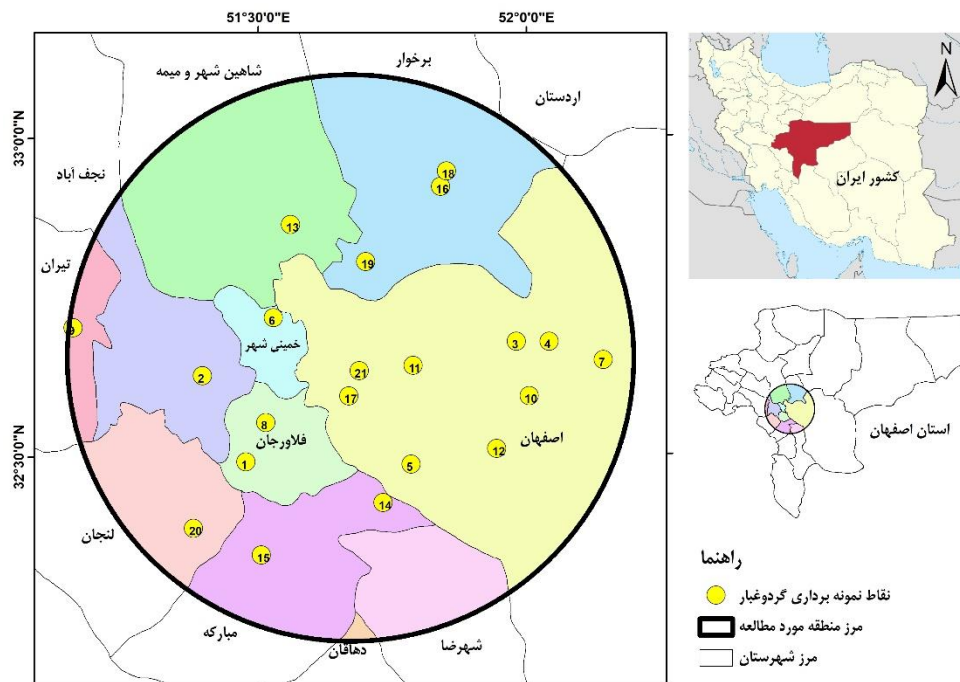 51°30'0"E
52°0'0"E
برخوار
شاهین شهر و میمه
اردستان
33°0'0"N
نجف آباد
18
16
13
تیران
19
6
9
خمینی شهر
3
4
7
2
21
11
17
10
8
فلاورجان
اصفهان
12
32°30'0"N
1
5
14
لنجان
20
15
مبارکه
دهاقان
شهرضا
N
کشور ایران
استان اصفهان
راهنما
نقاط نمونه برداری گردوغبار
مرز منطقه مورد مطالعه
مرز شهرستان